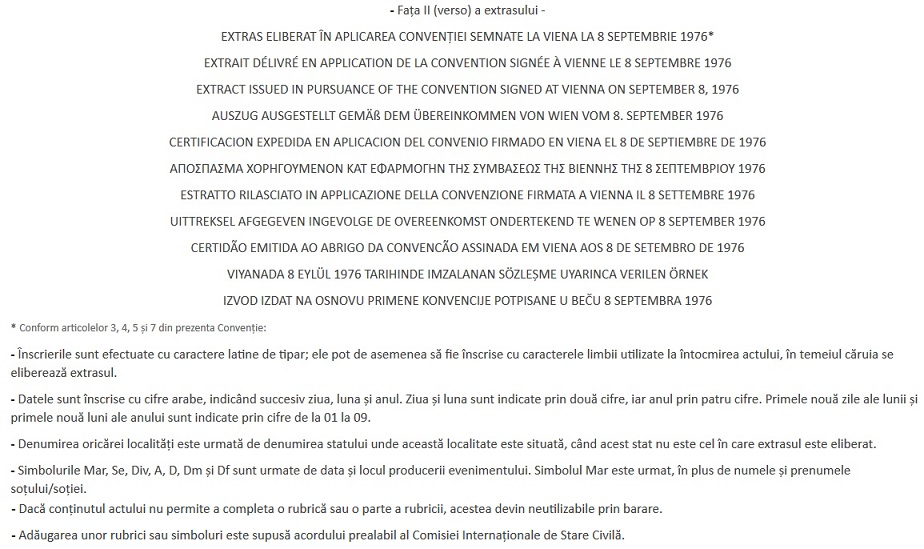 - Fața II (verso) a extrasului -
EXTRAS ELIBERAT ÎN APLICAREA CONVENȚIEI SEMNATE LA VIENA LA 8 SEPTEMBRIE 1976*
EXTRAIT DÉLIVRÉ EN APPLICATION DE LA CONVENTION SIGNÉE À VIENNE LE 8 SEPTEMBRE 1976
EXTRACT ISSUED IN PURSUANCE OF THE CONVENTION SIGNED AT VIENNA ON SEPTEMBER 8, 1976
AUSZUG AUSGESTELLT GEMÄß DEM ÜBEREINKOMMEN VON WIEN VOM 8. SEPTEMBER 1976
CERTIFICACION EXPEDIDA EN APLICACION DEL CONVENIO FIRMADO EN VIENA EL 8 DE SEPTIEMBRE DE 1976
ΑΠΟΣΠΑΣΜΑ ΧΟΡΗΓΟΥΜΕΝΟΝ ΚΑΤ ΕΦΑΡΜΟΓΗΝ ΤΗΣ ΣΥΜΒΑΣΕΩΣ ΤΗΣ ΒΙΕΝΝΗΣ ΤΗΣ 8 ΣΕΠΤΕΜΒΡΙΟΥ 1976
ESTRATTO RILASCIATO IN APPLICAZIONE DELLA CONVENZIONE FIRMATA A VIENNA IL 8 SETTEMBRE 1976
UITTREKSEL AFGEGEVEN INGEVOLGE DE OVEREENKOMST ONDERTEKEND TE WENEN OP 8 SEPTEMBER 1976
CERTIDÃO EMITIDA AO ABRIGO DA CONVENCÃO ASSINADA EM VIENA AOS 8 DE SETEMBRO DE 1976
VIYANADA 8 EYLÜL 1976 TARIHINDE IMZALANAN SÖZLEȘME UYARINCA VERILEN ÖRNEK
IZVOD IZDAT NA OSNOVU PRIMENE KONVENCIJE POTPISANE U BEČU 8 SEPTEMBRA 1976
* Conform articolelor 3, 4, 5 și 7 din prezenta Convenție:
- Înscrierile sunt efectuate cu caractere latine de tipar; ele pot de asemenea să fie înscrise cu caracterele limbii utilizate la întocmirea actului, în temeiul căruia se
eliberează extrasul.
- Datele sunt înscrise cu cifre arabe, indicând succesiv ziua, luna și anul. Ziua și luna sunt indicate prin două cifre, iar anul prin patru cifre. Primele nouă zile ale lunii și
primele nouă luni ale anului sunt indicate prin cifre de la 01 la 09.
- Denumirea oricărei localități este urmată de denumirea statului unde această localitate este situată, când acest stat nu este cel în care extrasul este eliberat.
- Simbolurile Mar, Se, Div, A, D, Dm și Df sunt urmate de data și locul producerii evenimentului. Simbolul Mar este urmat, în plus de numele și prenumele
soțului/soției.
- Dacă conținutul actului nu permite a completa o rubrică sau o parte a rubricii, acestea devin neutilizabile prin barare.
- Adăugarea unor rubrici sau simboluri este supusă acordului prealabil al Comisiei Internaționale de Stare Civilă.